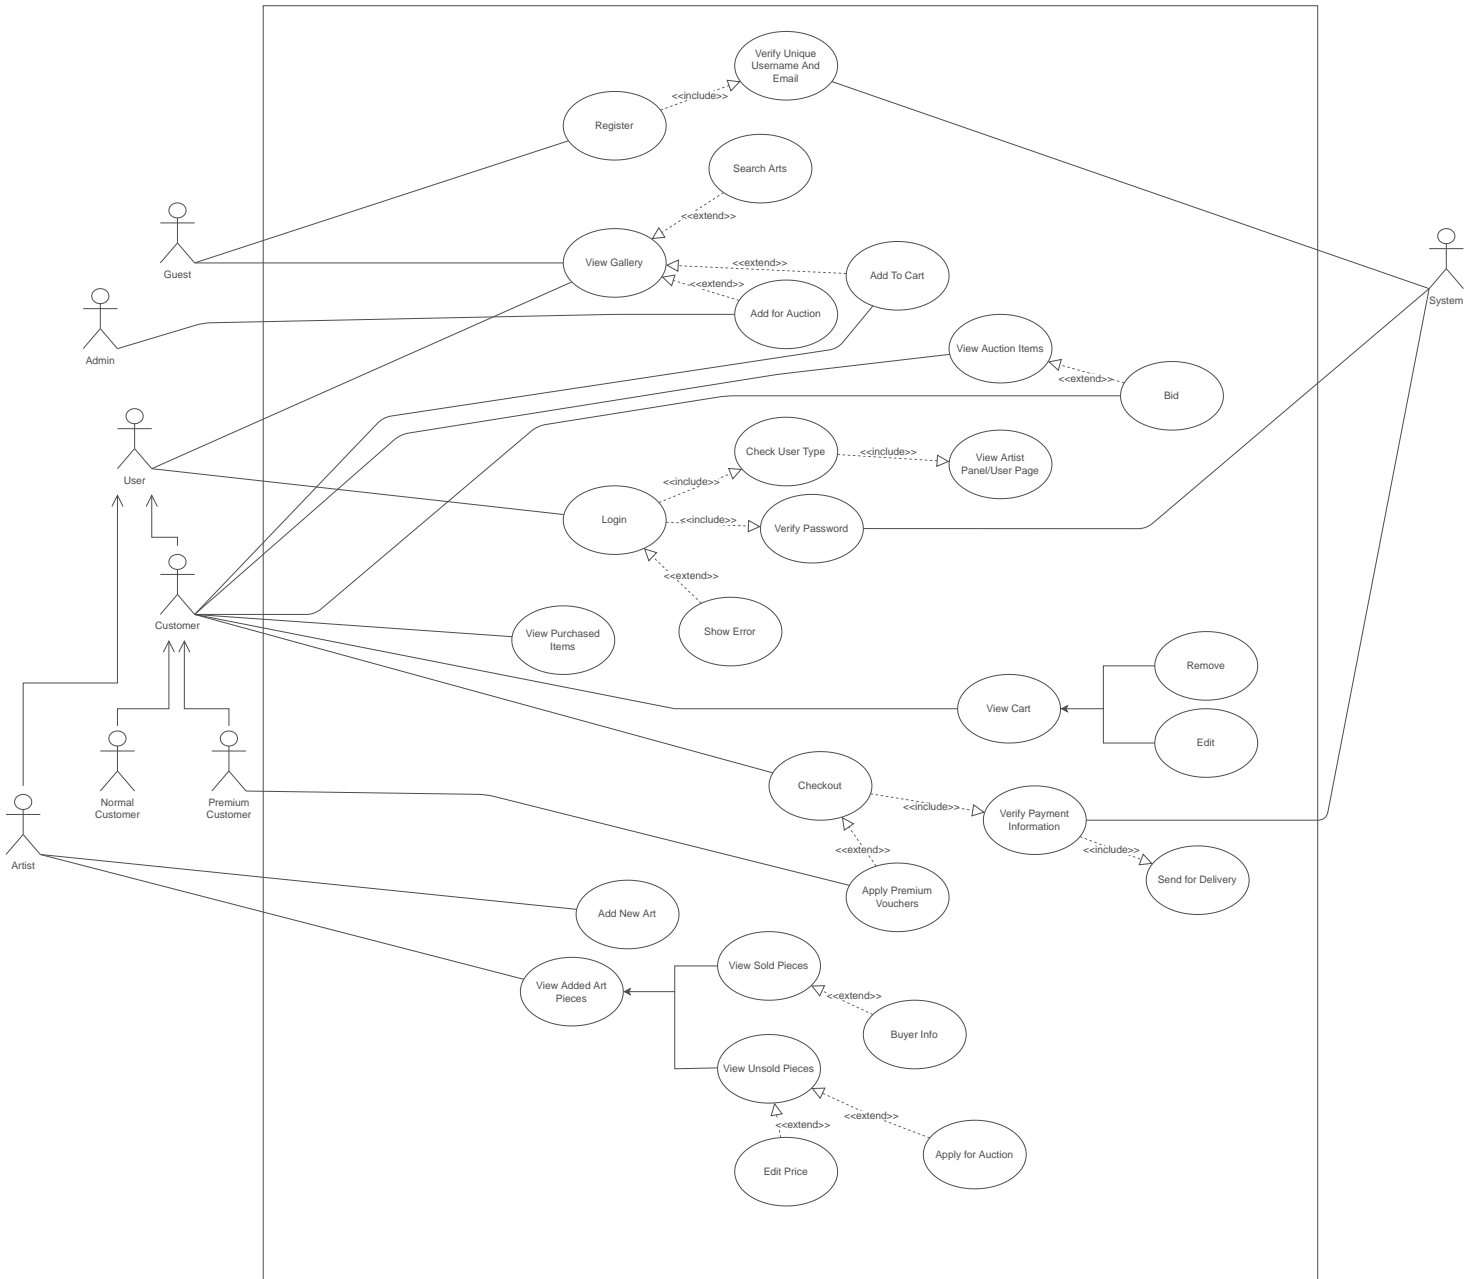 Verify Unique
Username And
Email
<<include>>
Register
Search Arts
<<extend>>
Guest
View Gallery
<<extend>>
Add To Cart
<<extend>>
Add for Auction
System
Admin
View Auction Items
<<extend>>
Bid
User
Check User Type
<<include>>
View Artist
Panel/User Page
<<include>>
Login
<<include>>
Verify Password
<<extend>>
Show Error
Customer
View Purchased
Items
Remove
View Cart
Edit
Normal
Customer
Premium
Customer
Checkout
<<include>>
Verify Payment
Information
<<include>>
Send for Delivery
<<extend>>
Apply Premium
Vouchers
Artist
Add New Art
View Added Art
Pieces
View Sold Pieces
<<extend>>
Buyer Info
View Unsold Pieces
<<extend>>
<<extend>>
Edit Price
Apply for Auction